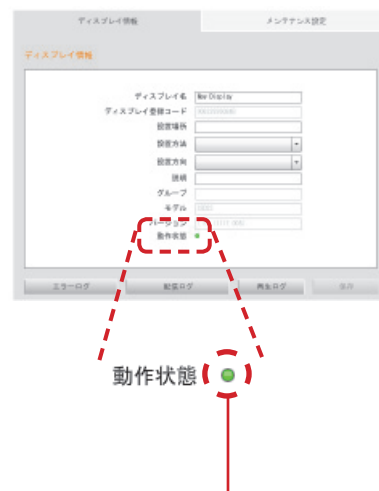 ディスプレイ情報 メンテナンス設定
ディスプレイ情報
ディスプレイ名 New Display
ディスプレイ登録コード
設置場所
設置方法
設置方向
説明
グループ
モデル
バージョン
動作状態
エラーログ 配信ログ 再生ログ 保存
動作状態